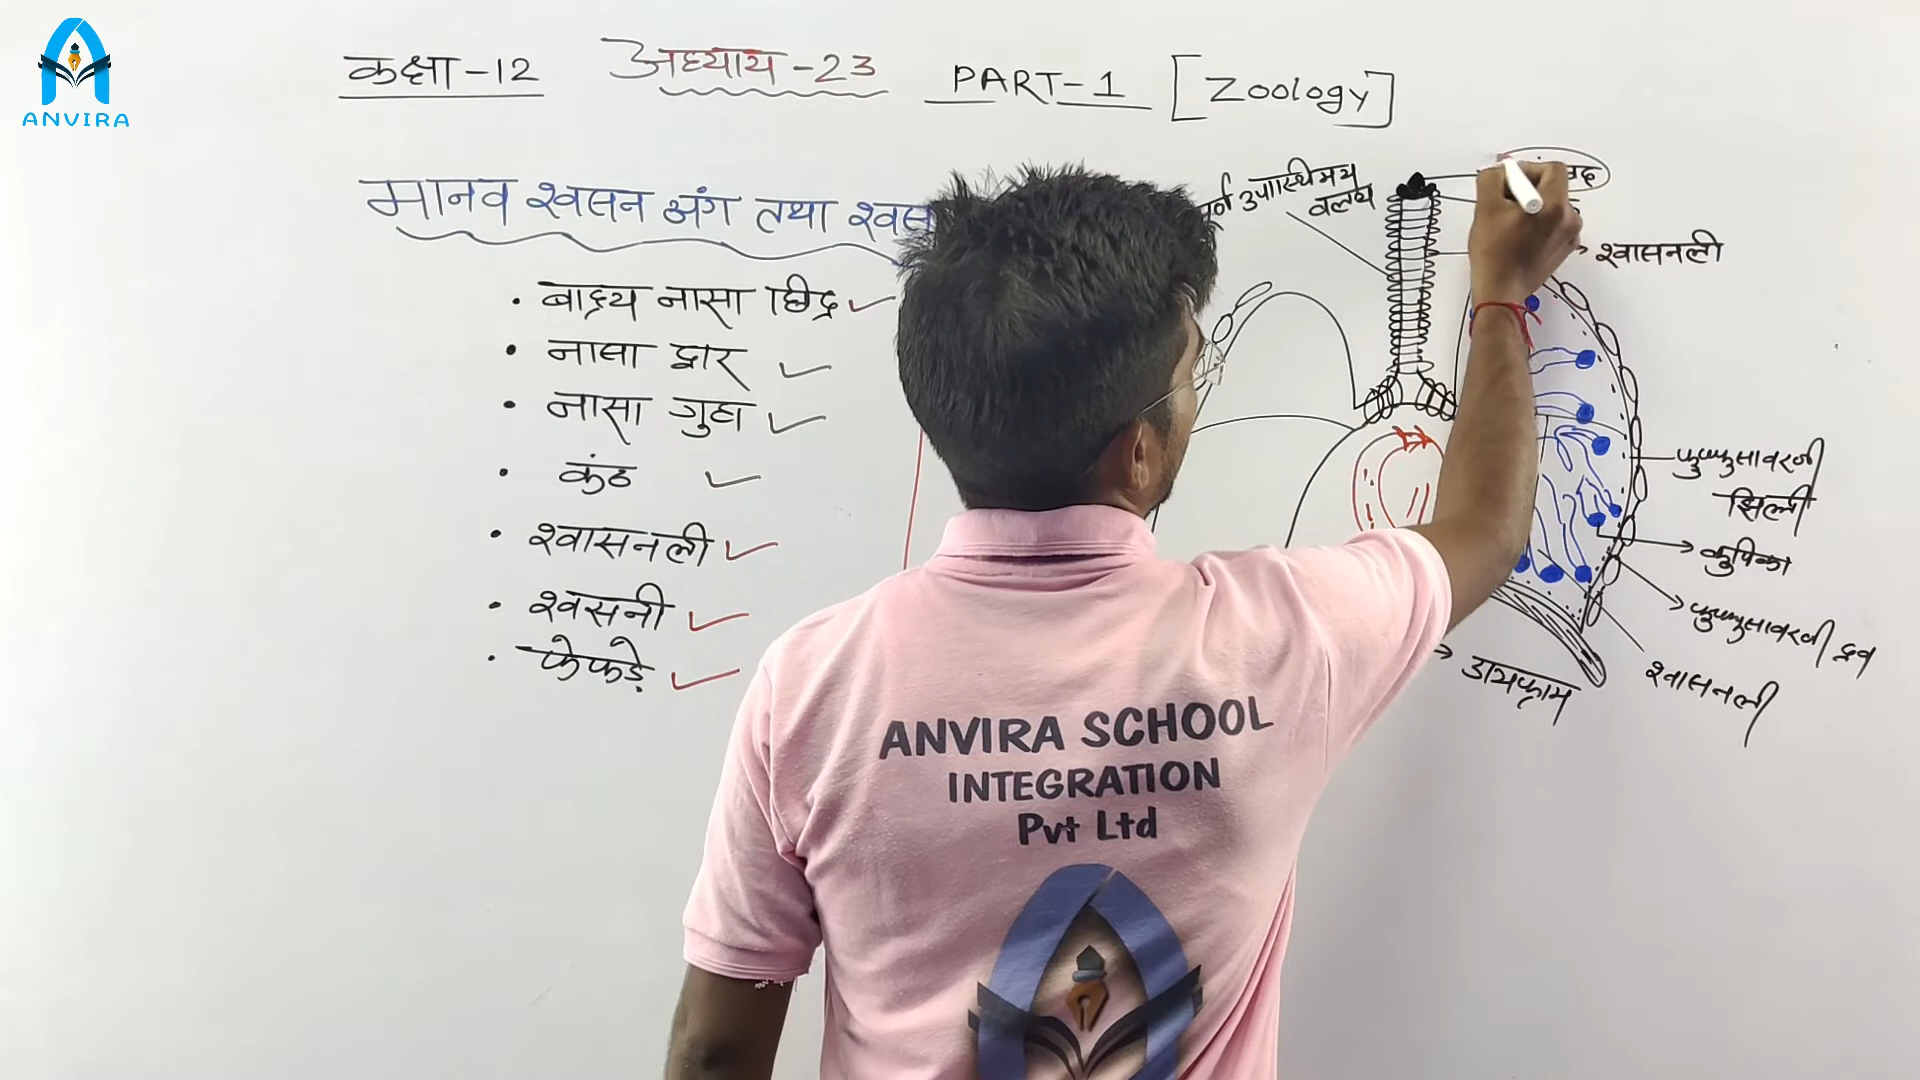 ANVIRA
कक्षा -12 अध्याय -23 PART-1 [Zoology]
मानव श्वसन अंग तथा
• बाह्य नासा छिद्र
• नासा द्वार
• नासा गुहा
• कंठ
• श्वासनली
• श्वसनी
• फेफड़े
उपास्थिमय
वलय
श्वासनली
फुफ्फुसावरणी
झिल्ली
कुपिका
फुफ्फुसावरणी द्रव
श्वासनली
डायफ्राम
ANVIRA SCHOOL
INTEGRATION
Pvt Ltd